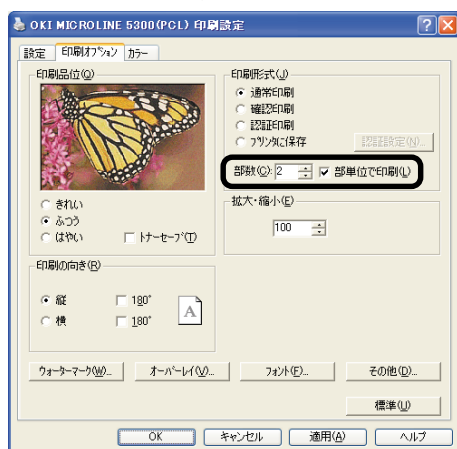 OKI MICROLINE 5300(PCL) 印刷設定
設定 印刷オプション カラー
印刷品位(Q)
きれい
ふつう
はやい
トナーセーブ(T)
印刷形式(J)
通常印刷
確認印刷
認証印刷
プリンタに保存
認証設定(N)...
部数(C): 2 部単位で印刷(L)
拡大・縮小(E)
100
印刷の向き(R)
縦 180°
横 180°
A
ウォーターマーク(W)... オーバーレイ(V)... フォント(F)... その他(D)...
標準(U)
OK キャンセル 適用(A) ヘルプ